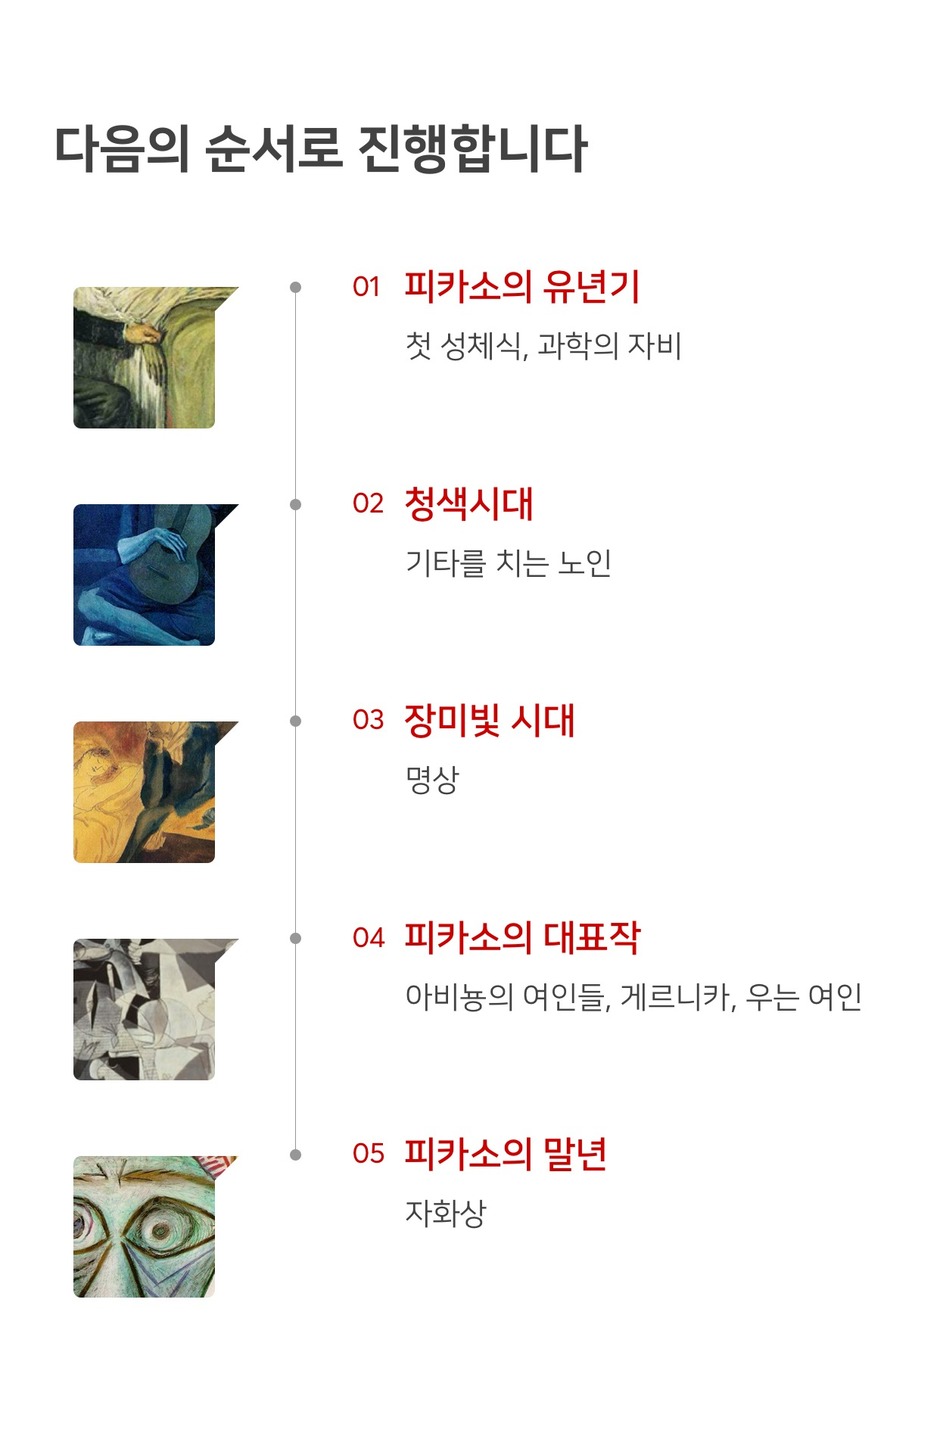 다음의 순서로 진행합니다
01 피카소의 유년기
첫 성체식, 과학의 자비
02 청색시대
기타를 치는 노인
03 장미빛 시대
명상
04 피카소의 대표작
아비뇽의 여인들, 게르니카, 우는 여인
05 피카소의 말년
자화상